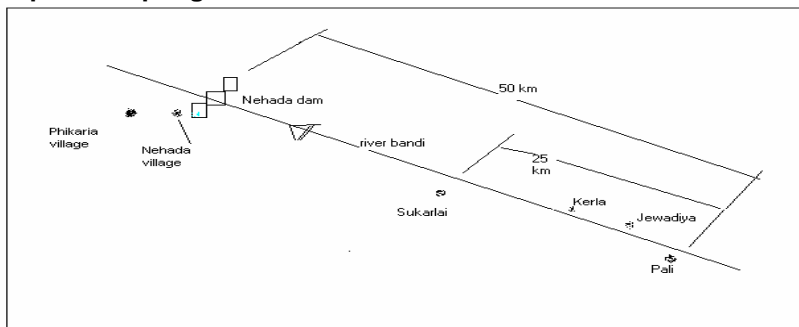 50 km
Nehada dam
Phikaria
village
Nehada
village
river bandi
25
km
Sukarlai
Kerla
Jewadiya
Pali